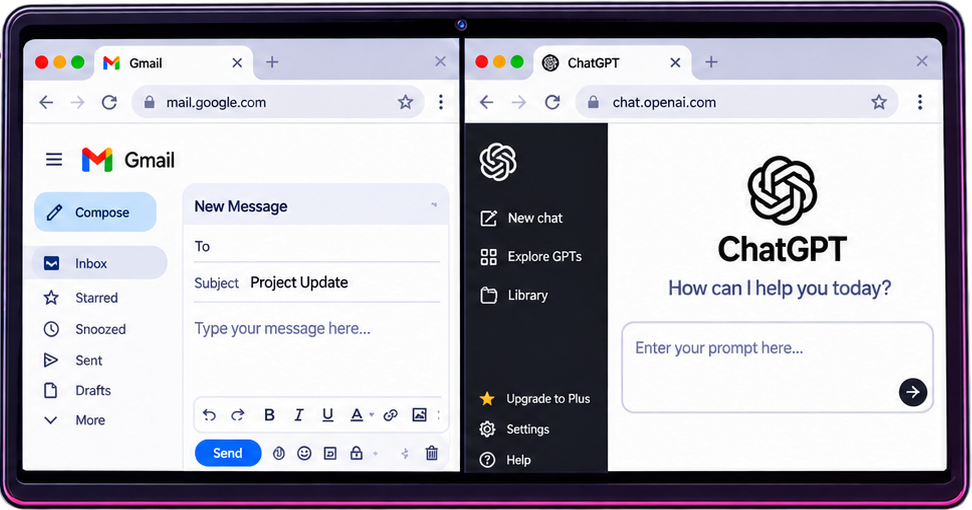 Gmail
mail.google.com
Gmail
Compose
Inbox
Starred
Snoozed
Sent
Drafts
More
New Message
To
Subject Project Update
Type your message here...
B I U A
Send
ChatGPT
chat.openai.com
New chat
Explore GPTs
Library
Upgrade to Plus
Settings
Help
ChatGPT
How can I help you today?
Enter your prompt here...